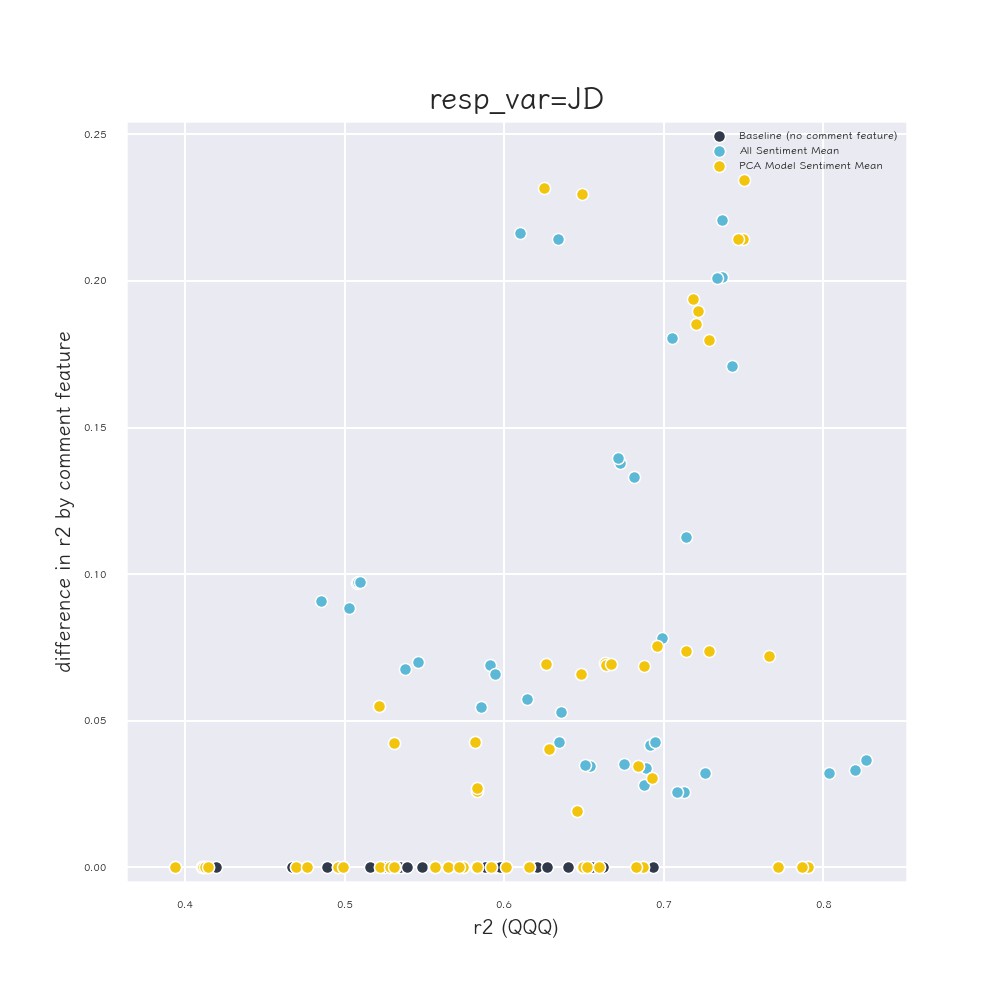 resp_var=JD
Baseline (no comment feature)
All Sentiment Mean
PCA Model Sentiment Mean
0.25
0.20
0.15
0.10
0.05
0.00
difference in r2 by comment feature
0.4
0.5
0.6
0.7
0.8
r2 (QQQ)